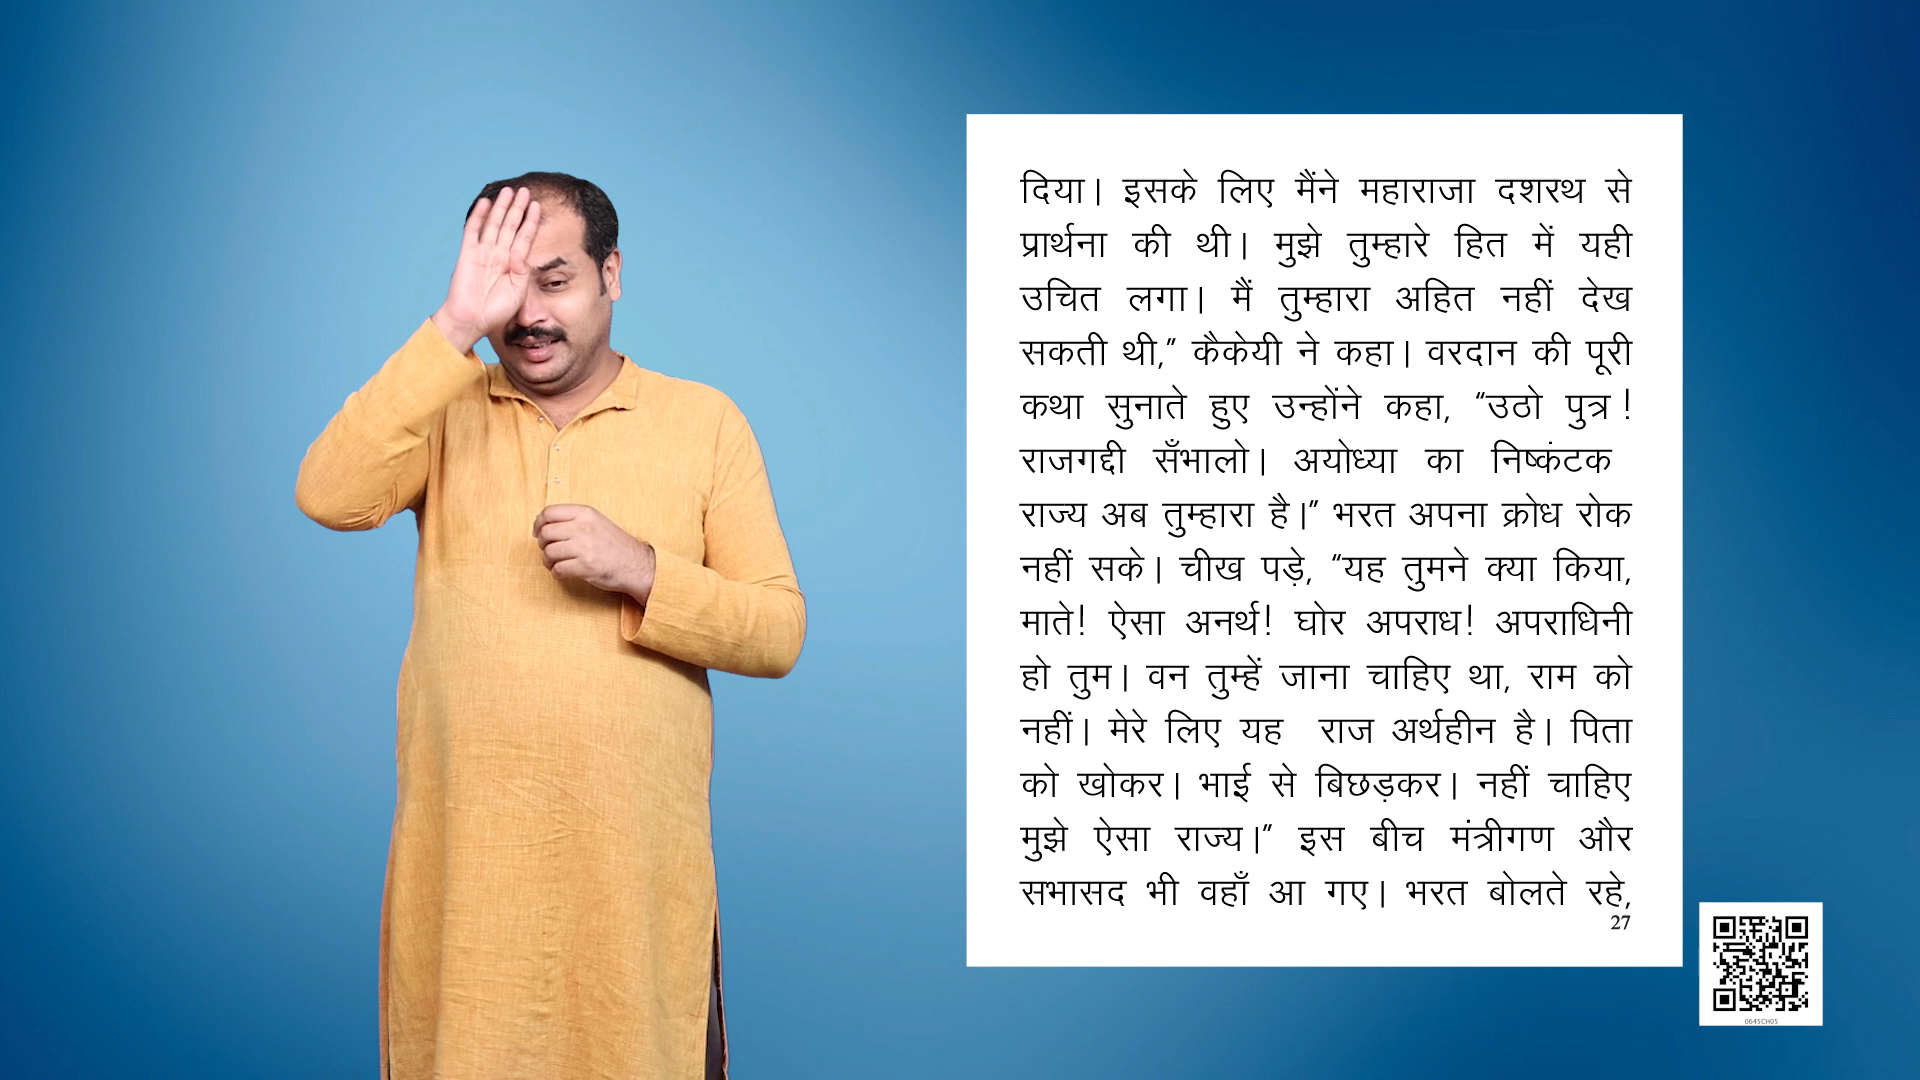 दिया। इसके लिए मैंने महाराजा दशरथ से
प्रार्थना की थी। मुझे तुम्हारे हित में यही
उचित लगा। मैं तुम्हारा अहित नहीं देख
सकती थी,” कैकेयी ने कहा। वरदान की पूरी
कथा सुनाते हुए उन्होंने कहा, “उठो पुत्र!
राजगद्दी सँभालो। अयोध्या का निष्कंटक
राज्य अब तुम्हारा है।” भरत अपना क्रोध रोक
नहीं सके। चीख पड़े, “यह तुमने क्या किया,
माते! ऐसा अनर्थ! घोर अपराध! अपराधिनी
हो तुम। वन तुम्हें जाना चाहिए था, राम को
नहीं। मेरे लिए यह राज अर्थहीन है। पिता
को खोकर। भाई से बिछड़कर। नहीं चाहिए
मुझे ऐसा राज्य।” इस बीच मंत्रीगण और
सभासद भी वहाँ आ गए। भरत बोलते रहे,
27
0645CH05